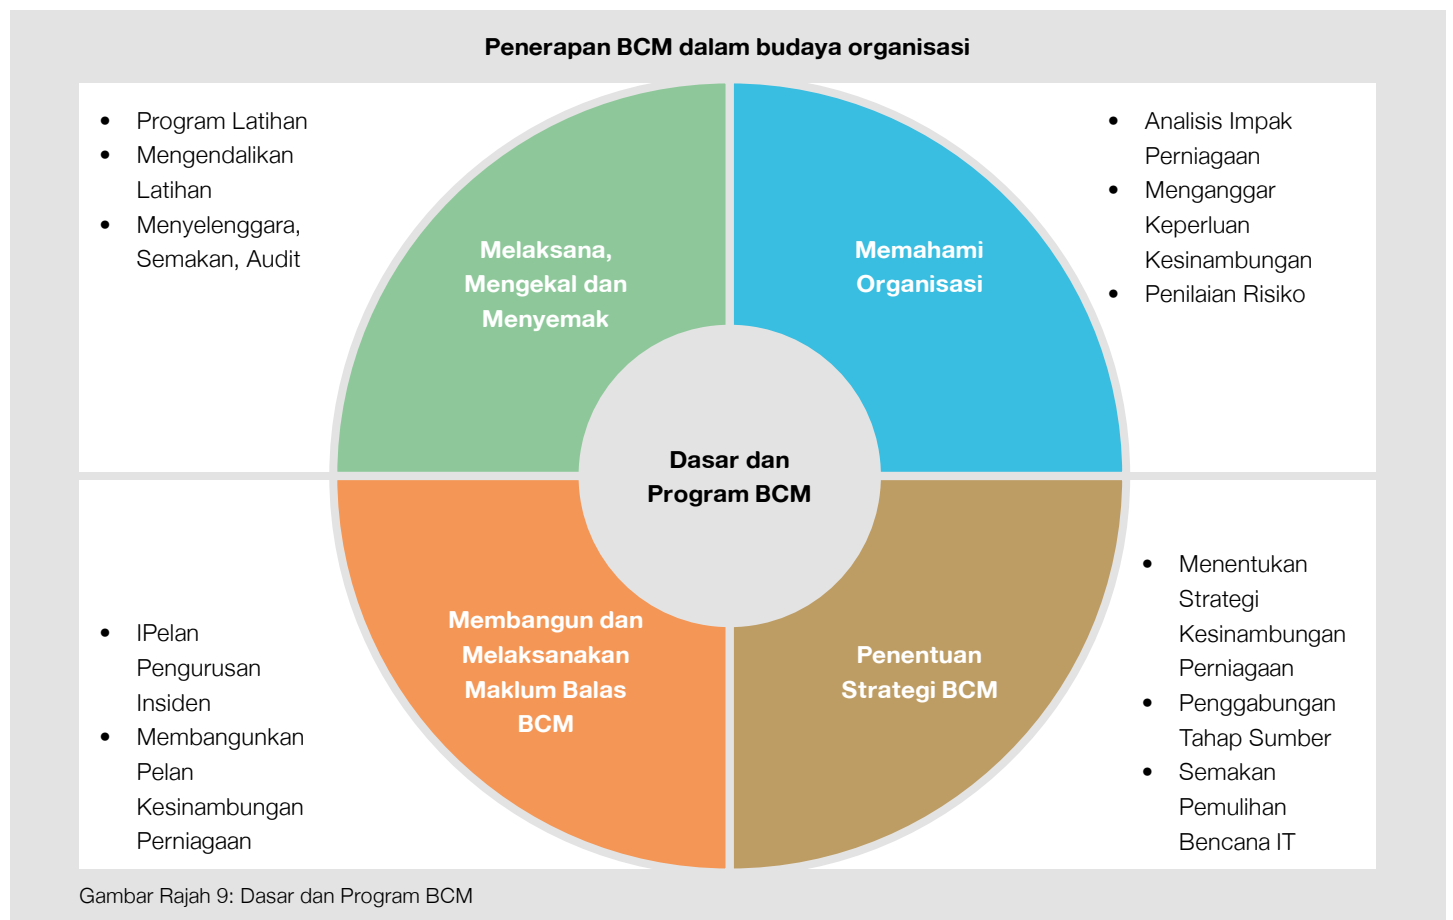 Penerapan BCM dalam budaya organisasi
• Program Latihan
• Mengendalikan
Latihan
• Menyelenggara,
Semakan, Audit
Melaksana,
Mengekal dan
Menyemak
Memahami
Organisasi
• Analisis Impak
Perniagaan
• Menganggar
Keperluan
Kesinambungan
• Penilaian Risiko
Dasar dan
Program BCM
• IPelan
Pengurusan
Insiden
• Membangunkan
Pelan
Kesinambungan
Perniagaan
Membangun dan
Melaksanakan
Maklum Balas
BCM
Penentuan
Strategi BCM
• Menentukan
Strategi
Kesinambungan
Perniagaan
• Penggabungan
Tahap Sumber
• Semakan
Pemulihan
Bencana IT
Gambar Rajah 9: Dasar dan Program BCM